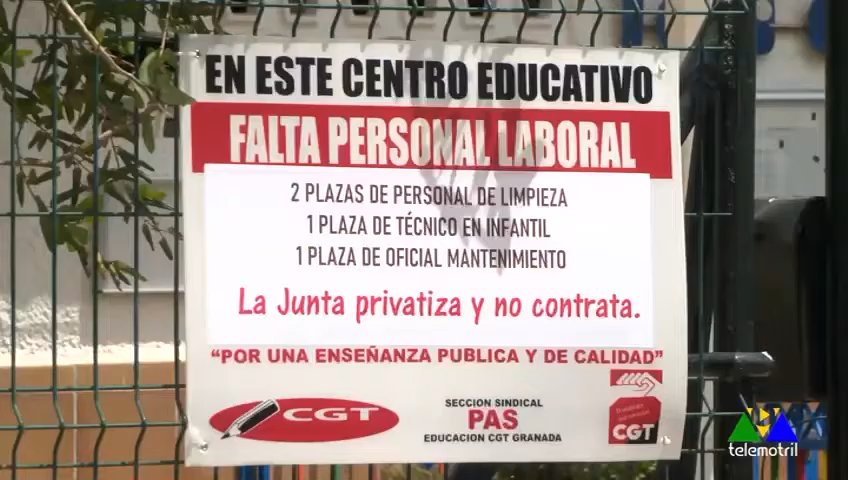 EN ESTE CENTRO EDUCATIVO
FALTA PERSONAL LABORAL
2 PLAZAS DE PERSONAL DE LIMPIEZA
1 PLAZA DE TÉCNICO EN INFANTIL
1 PLAZA DE OFICIAL MANTENIMIENTO
La Junta privatiza y no contrata.
"POR UNA ENSEÑANZA PUBLICA Y DE CALIDAD"
CGT
SECCION SINDICAL
PAS
EDUCACION CGT GRANADA
CGT
telemotril